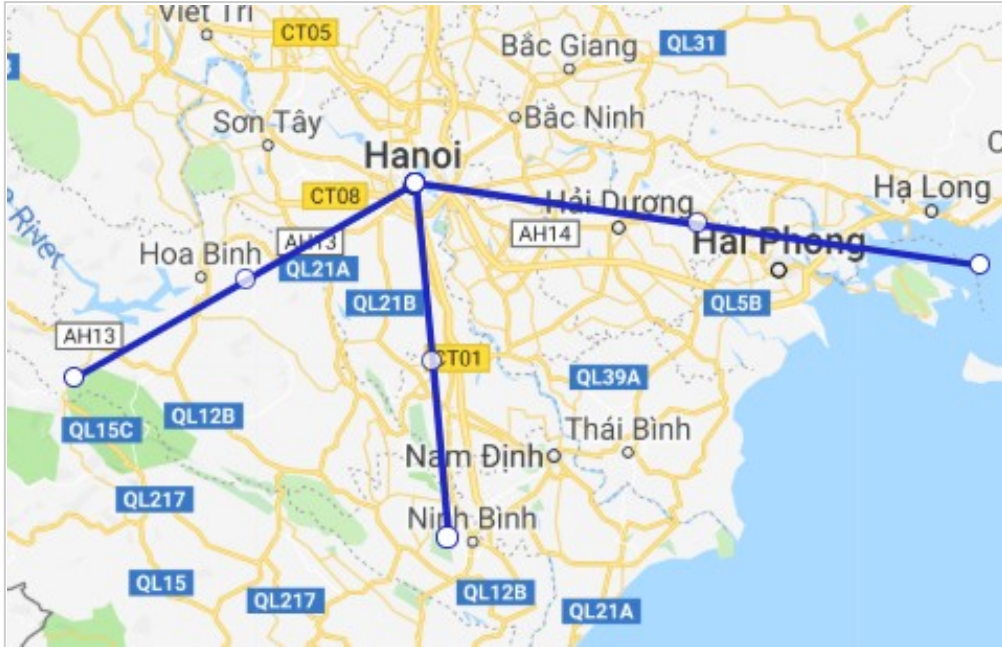 Việt Trì
CT05
Bắc Giang
QL31
Sơn Tây
Bắc Ninh
Hanoi
CT08
Hải Dương
Hạ Long
River
AH13
AH14
Hoa Binh
QL21A
Hai Phong
QL21B
QL5B
AH13
CT01
QL39A
QL15C
QL12B
Thái Bình
Nam Định
QL217
Ninh Bình
QL15
QL217
QL12B
QL21A